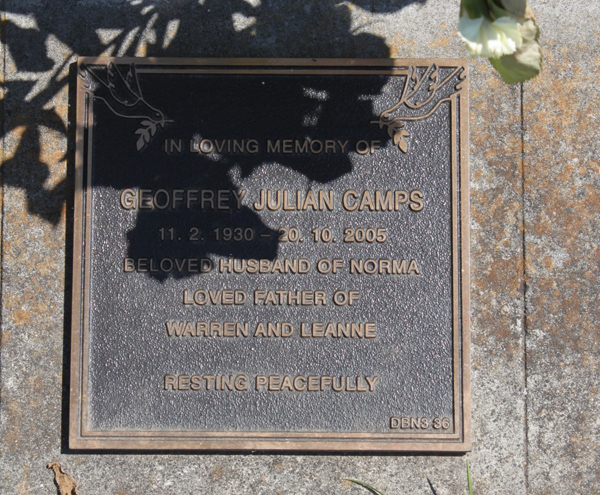 IN LOVING MEMORY OF
GEOFFREY JULIAN CAMPS
11. 2. 1930 – 20. 10. 2005
BELOVED HUSBAND OF NORMA
LOVED FATHER OF
WARREN AND LEANNE
RESTING PEACEFULLY
DBN3 36